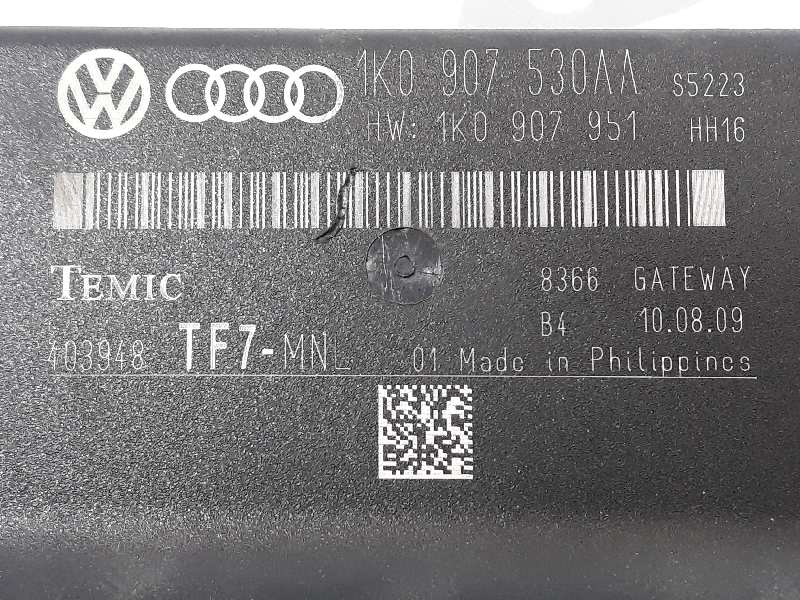 1K0 907 530AA S5223
HW: 1K0 907 951 HH16
TEMIC 8366 GATEWAY
B4 10.08.09
403948 TF7-MNL 01 Made in Philippines